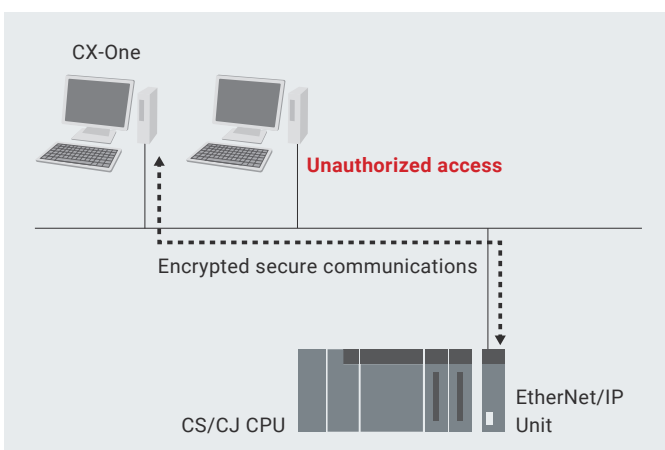 CX-One
Unauthorized access
Encrypted secure communications
EtherNet/IP
CS/CJ CPU
Unit